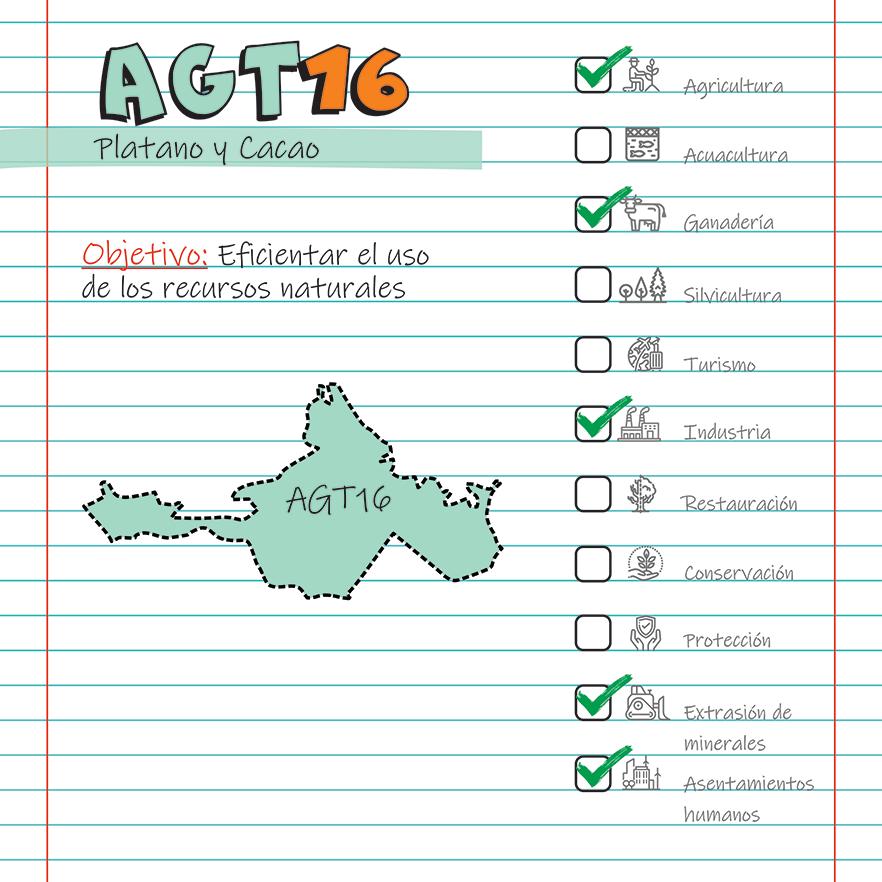 AGT16
Platano y Cacao
Objetivo: Eficientar el uso
de los recursos naturales
AGT16
Agricultura
Acuacultura
Ganadería
Silvicultura
Turismo
Industria
Restauración
Conservación
Protección
Extrasión de
minerales
Asentamientos
humanos